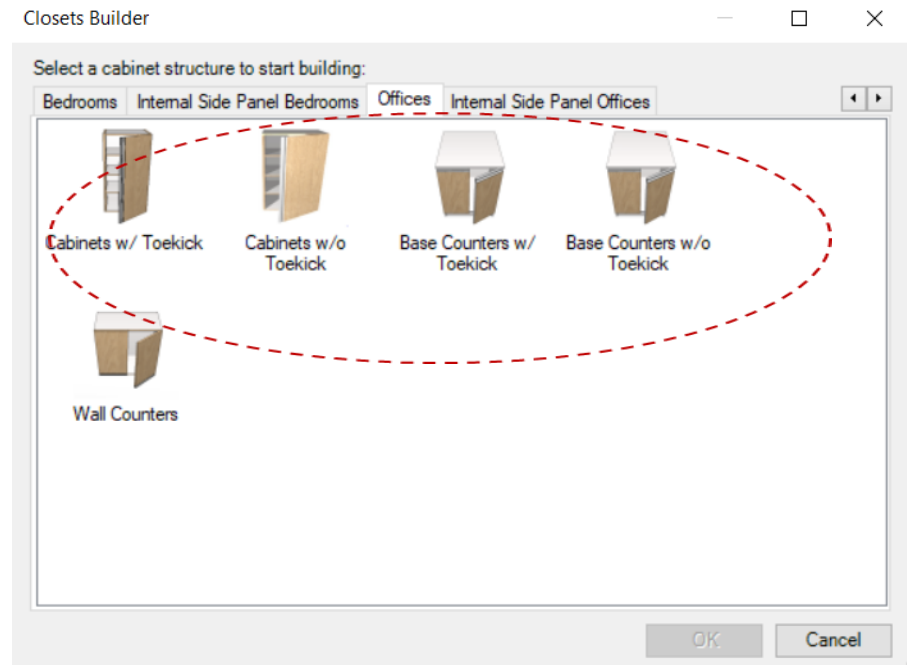 Closets Builder
Select a cabinet structure to start building:
Bedrooms Internal Side Panel Bedrooms Offices Internal Side Panel Offices
Cabinets w/ Toekick
Cabinets w/o
Toekick
Base Counters w/
Toekick
Base Counters w/o
Toekick
Wall Counters
OK Cancel